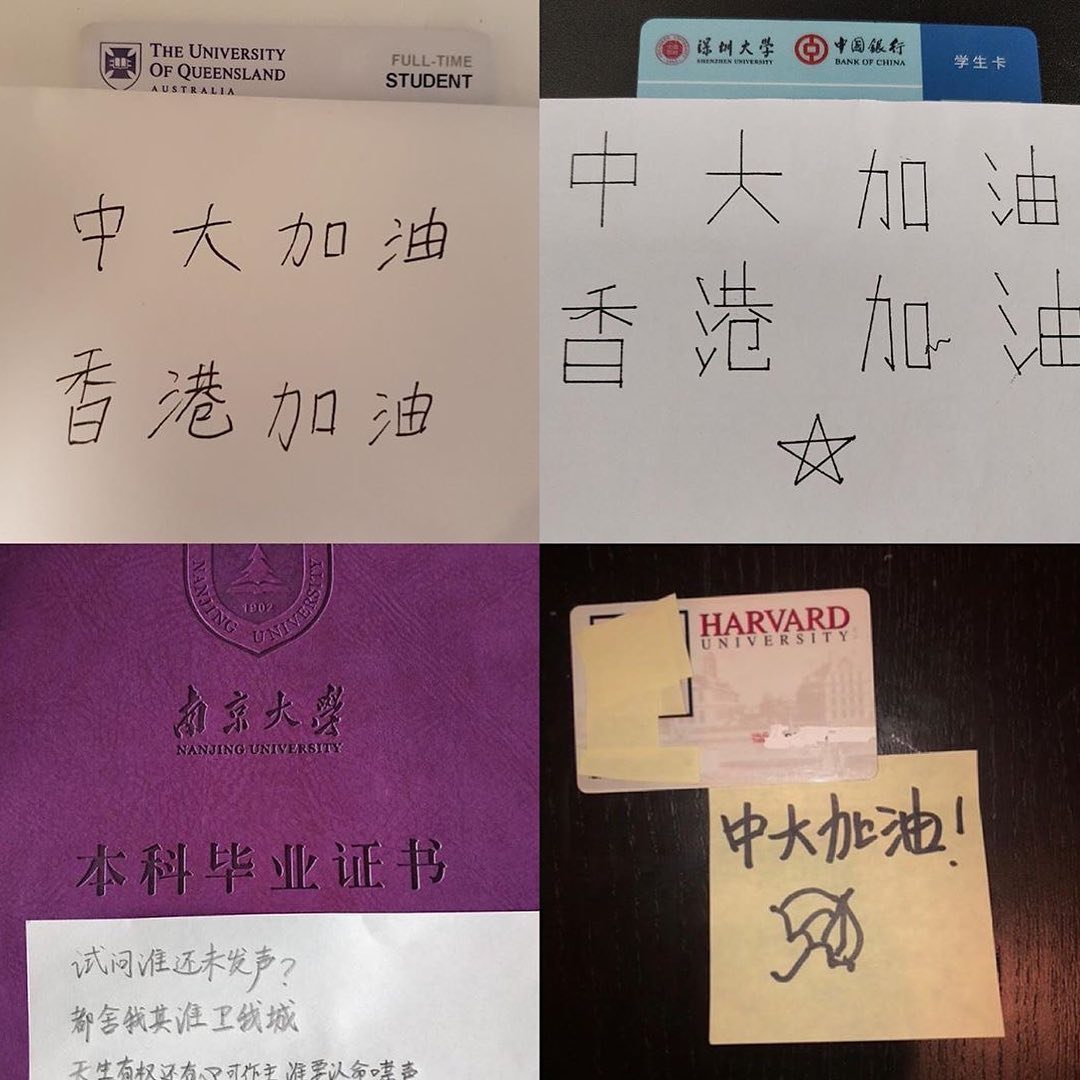 THE UNIVERSITY
OF QUEENSLAND
AUSTRALIA
FULL-TIME
STUDENT
中大加油
香港加油
深圳大学
SHENZHEN UNIVERSITY
中国银行
BANK OF CHINA
学生卡
中大加油
香港加油
NANJING UNIVERSITY
1902
南京大學
NANJING UNIVERSITY
本科毕业证书
试问谁还未发声?
都舍我其谁卫我城
天生有权还有心可作主谁要认命噤声
HARVARD
UNIVERSITY
中大加油!